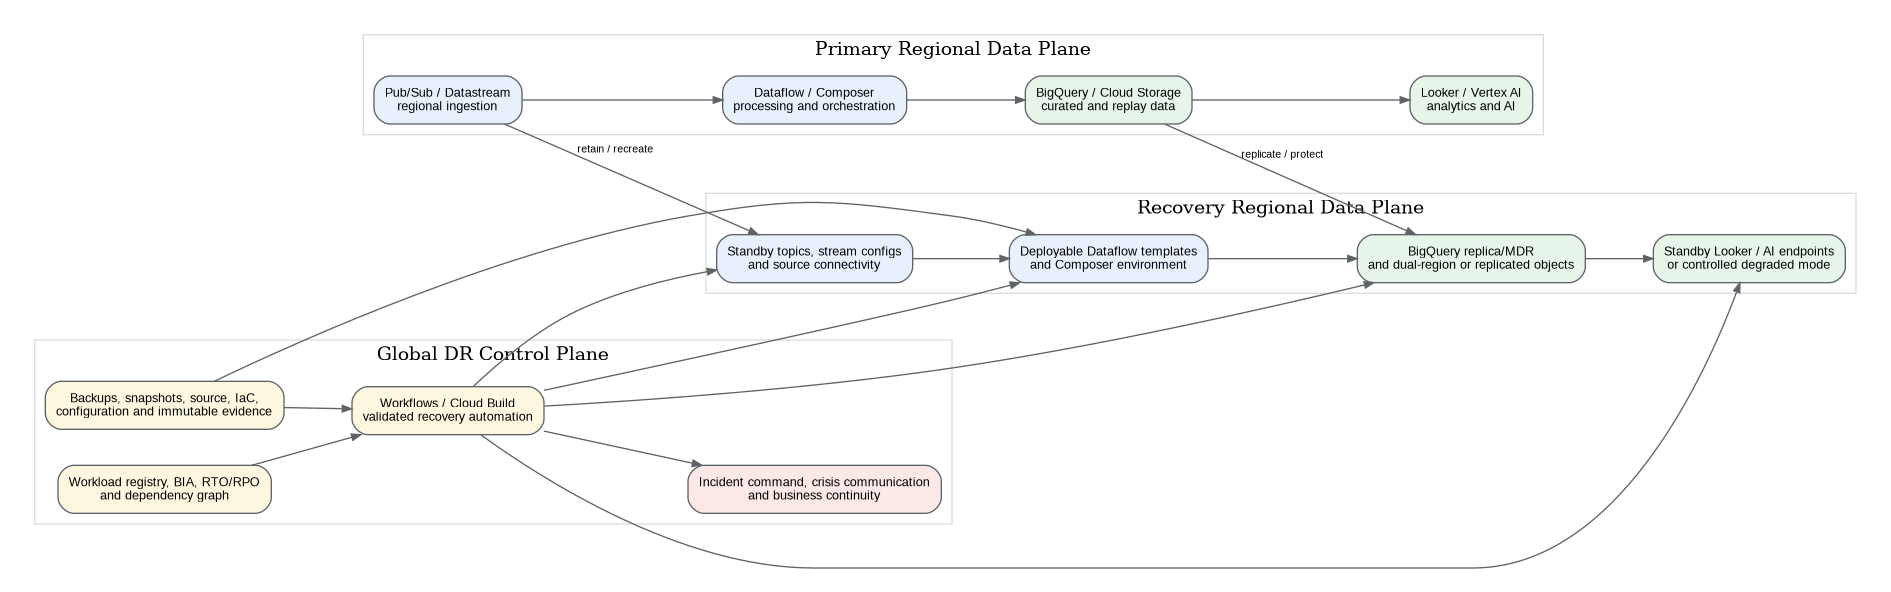 Primary Regional Data Plane
Pub/Sub / Datastream
regional ingestion
Dataflow / Composer
processing and orchestration
BigQuery / Cloud Storage
curated and replay data
Looker / Vertex AI
analytics and AI
retain / recreate
replicate / protect
Recovery Regional Data Plane
Standby topics, stream configs
and source connectivity
Deployable Dataflow templates
and Composer environment
BigQuery replica/MDR
and dual-region or replicated objects
Standby Looker / AI endpoints
or controlled degraded mode
Global DR Control Plane
Backups, snapshots, source, IaC,
configuration and immutable evidence
Workflows / Cloud Build
validated recovery automation
Workload registry, BIA, RTO/RPO
and dependency graph
Incident command, crisis communication
and business continuity